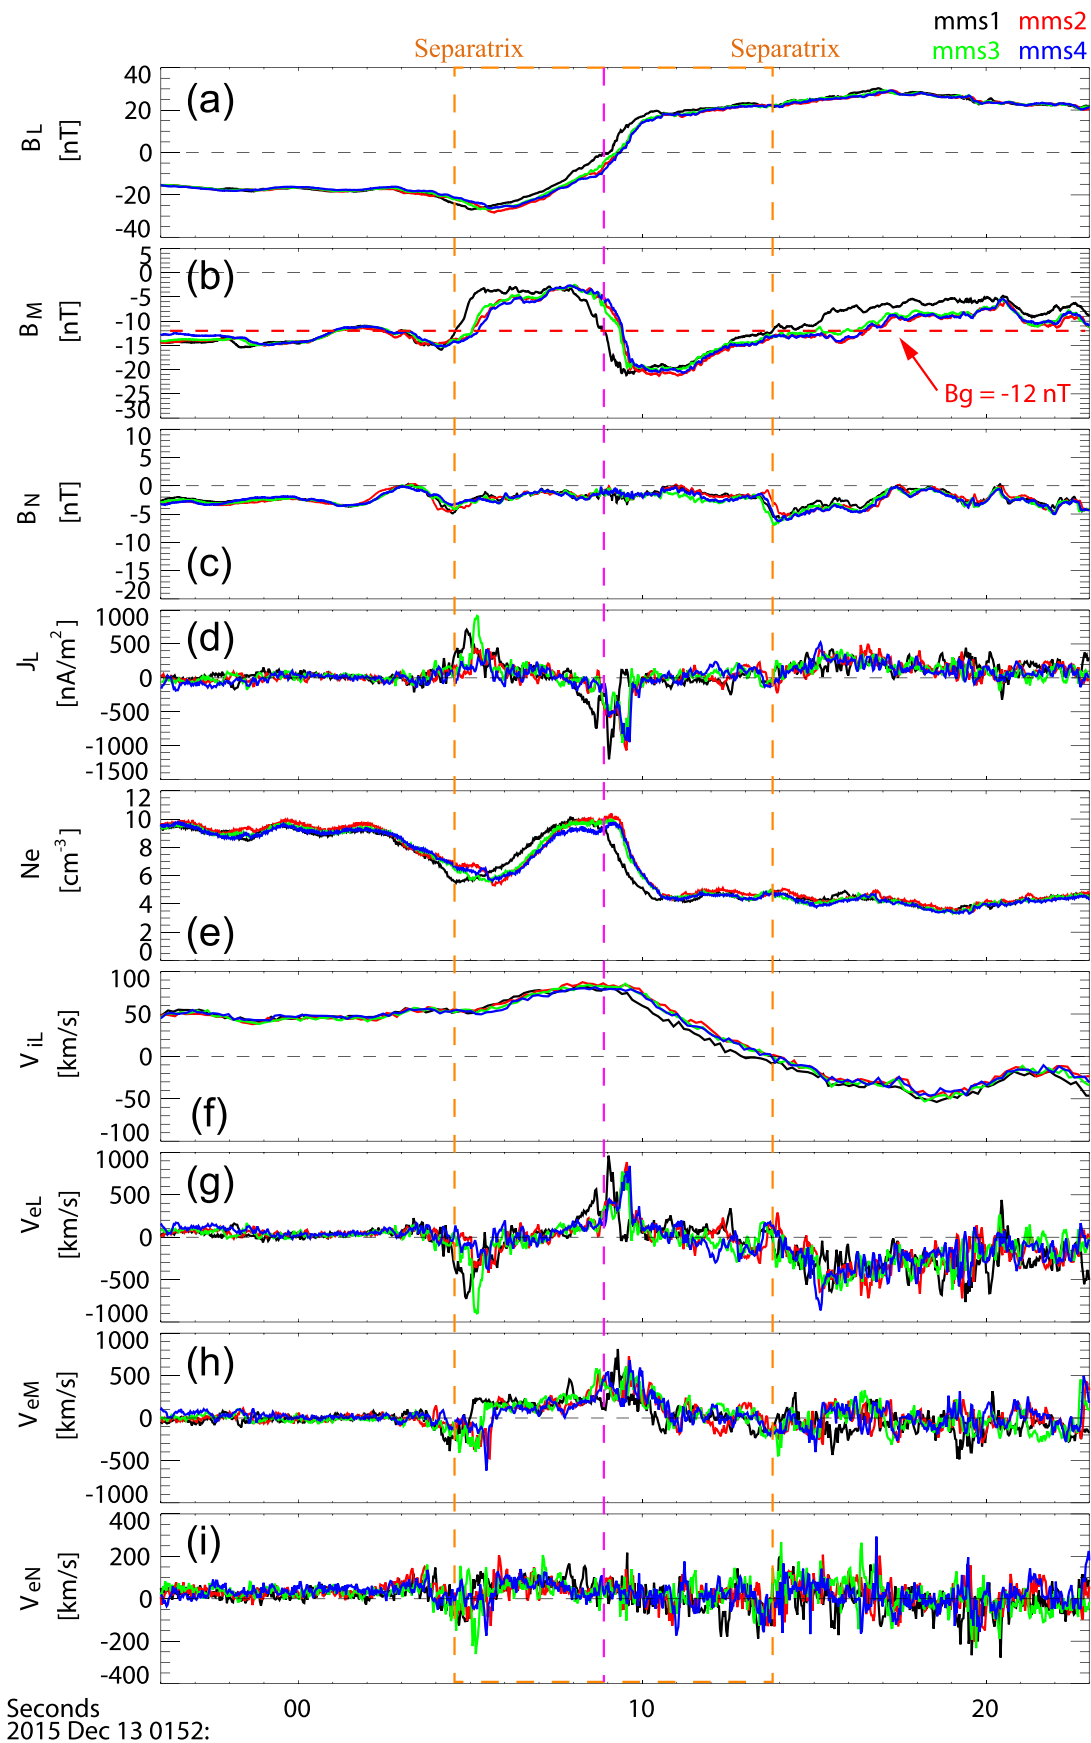 mms1 mms2
mms3 mms4
Separatrix Separatrix
(a)
BL
[nT]
40
20
0
-20
-40
(b)
BM
[nT]
5
0
-5
-10
-15
-20
-25
-30
Bg = -12 nT
(c)
BN
[nT]
10
5
0
-5
-10
-15
-20
(d)
JL
[nA/m²]
1000
500
0
-500
-1000
-1500
(e)
Ne
[cm⁻³]
12
10
8
6
4
2
0
(f)
ViL
[km/s]
100
50
0
-50
-100
(g)
VeL
[km/s]
1000
500
0
-500
-1000
(h)
VeM
[km/s]
1000
500
0
-500
-1000
(i)
VeN
[km/s]
400
200
0
-200
-400
Seconds 00 10 20
2015 Dec 13 0152: